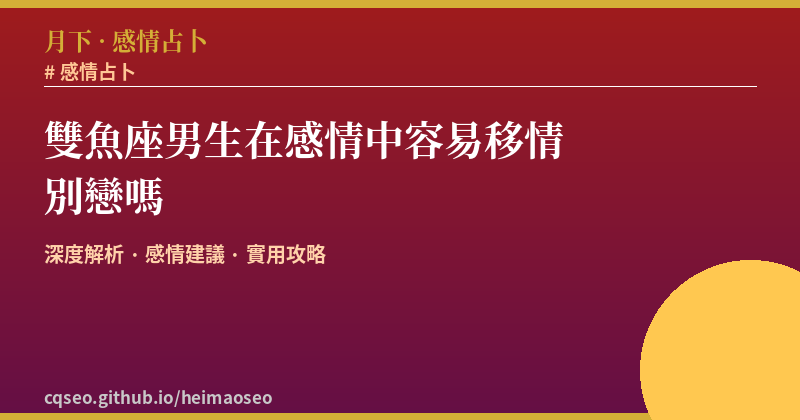 月下 · 感情占卜
# 感情占卜
雙魚座男生在感情中容易移情
別戀嗎
深度解析 · 感情建議 · 實用攻略
cqseo.github.io/heimaoseo